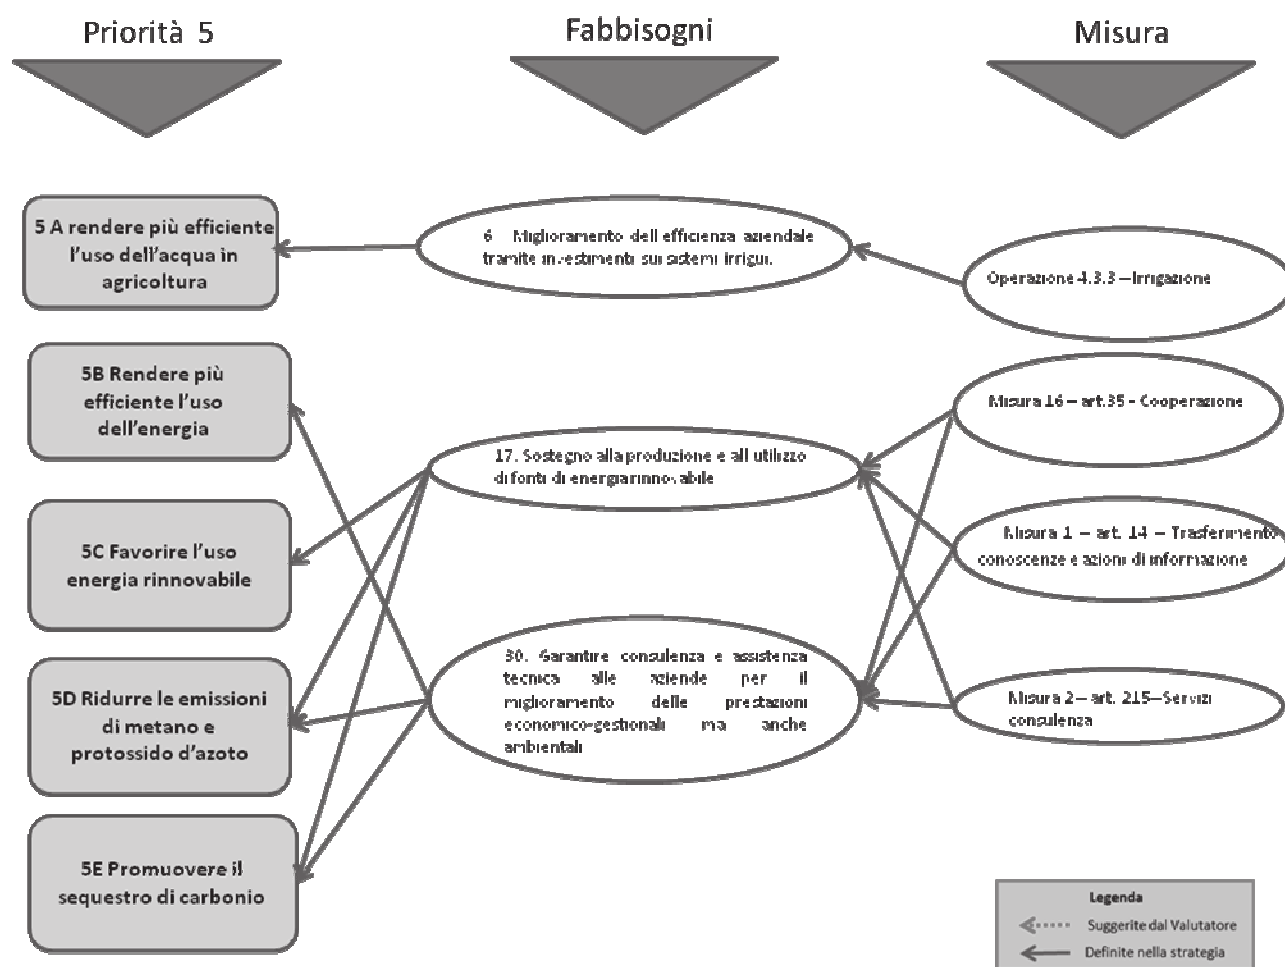 Priorità 5
Fabbisogni
Misura
5 A rendere più efficiente
l'uso dell'acqua in
agricoltura
6 Miglioramento dell efficienza aziendale
tramite investimenti sui sistemi irrigui.
Operazione 4.3.3 – Irrigazione
5B Rendere più
efficiente l'uso
dell'energia
Misura 16 – art.35 - Cooperazione
17. Sostegno alla produzione e all utilizzo
di fonti di energia rinnovabile
5C Favorire l'uso
energia rinnovabile
Misura 1 – art. 14 – Trasferimento
conoscenze e azioni di informazione
30. Garantire consulenza e assistenza
tecnica alle aziende per il
miglioramento delle prestazioni
economico-gestionali ma anche
ambientali
5D Ridurre le emissioni
di metano e
protossido d'azoto
Misura 2 – art. 215 – Servizi
consulenza
5E Promuovere il
sequestro di carbonio
Legenda
Suggerite dal Valutatore
Definite nella strategia